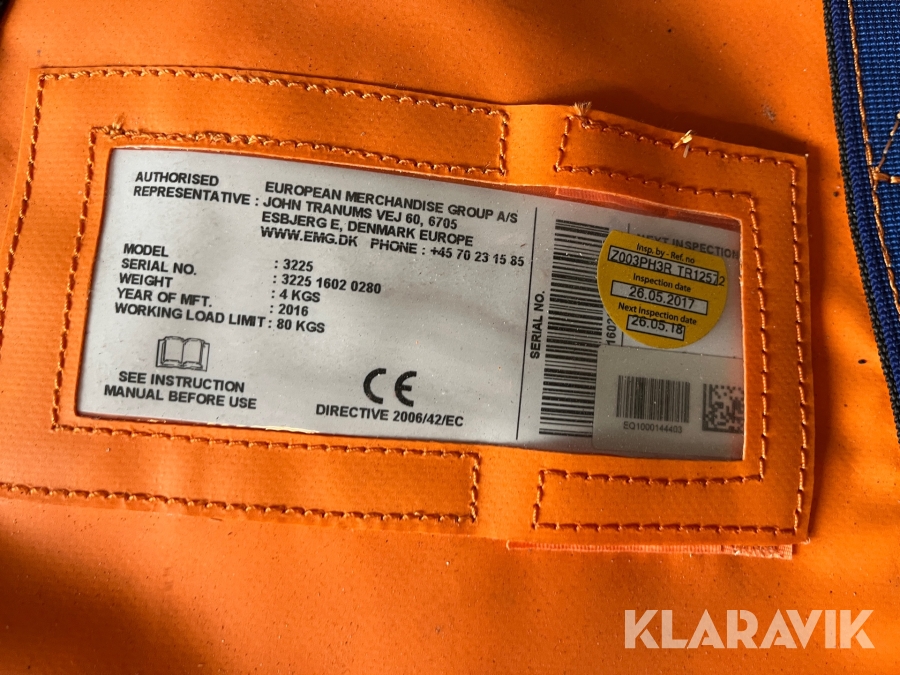 AUTHORISED
REPRESENTATIVE : EUROPEAN MERCHANDISE GROUP A/S
JOHN TRANUMS VEJ 60, 6705
ESBJERG E, DENMARK EUROPE
WWW.EMG.DK PHONE : +45 70 23 15 85
MODEL : 3225
SERIAL NO. : 3225 1602 0280
WEIGHT : 4 KGS
YEAR OF MFT. : 2016
WORKING LOAD LIMIT : 80 KGS
SEE INSTRUCTION
MANUAL BEFORE USE
CE
DIRECTIVE 2006/42/EC
SERIAL NO.
1602
NEXT INSPECTION
Insp. by - Ref. no
Z003PH3R TR12572
Inspection date
26.05.2017
Next Inspection date
26.05.18
EQ1000144403
KLARAVIK